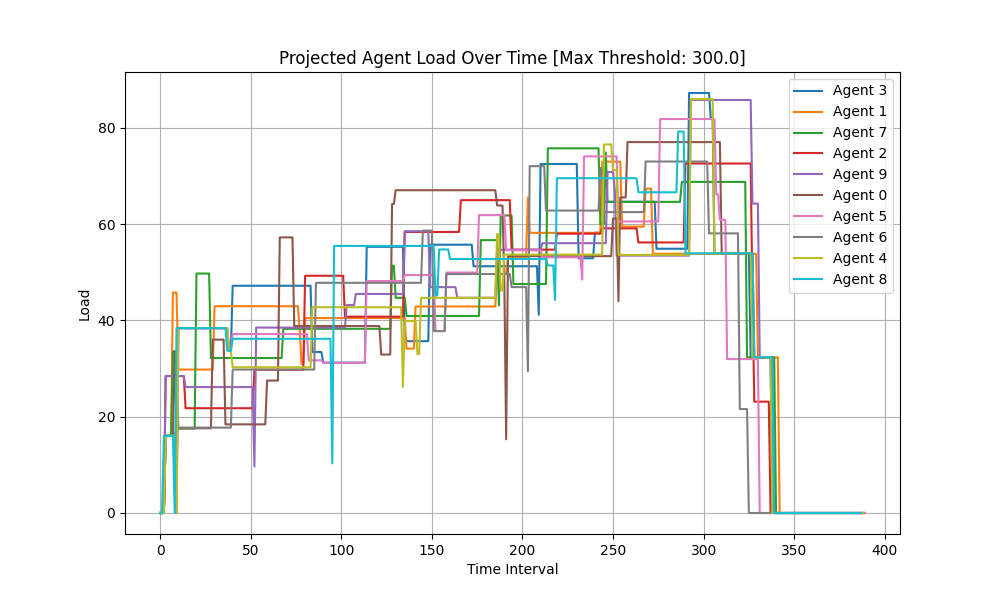 Projected Agent Load Over Time [Max Threshold: 300.0]
Load
80
60
40
20
0
Agent 3
Agent 1
Agent 7
Agent 2
Agent 9
Agent 0
Agent 5
Agent 6
Agent 4
Agent 8
0 50 100 150 200 250 300 350 400
Time Interval